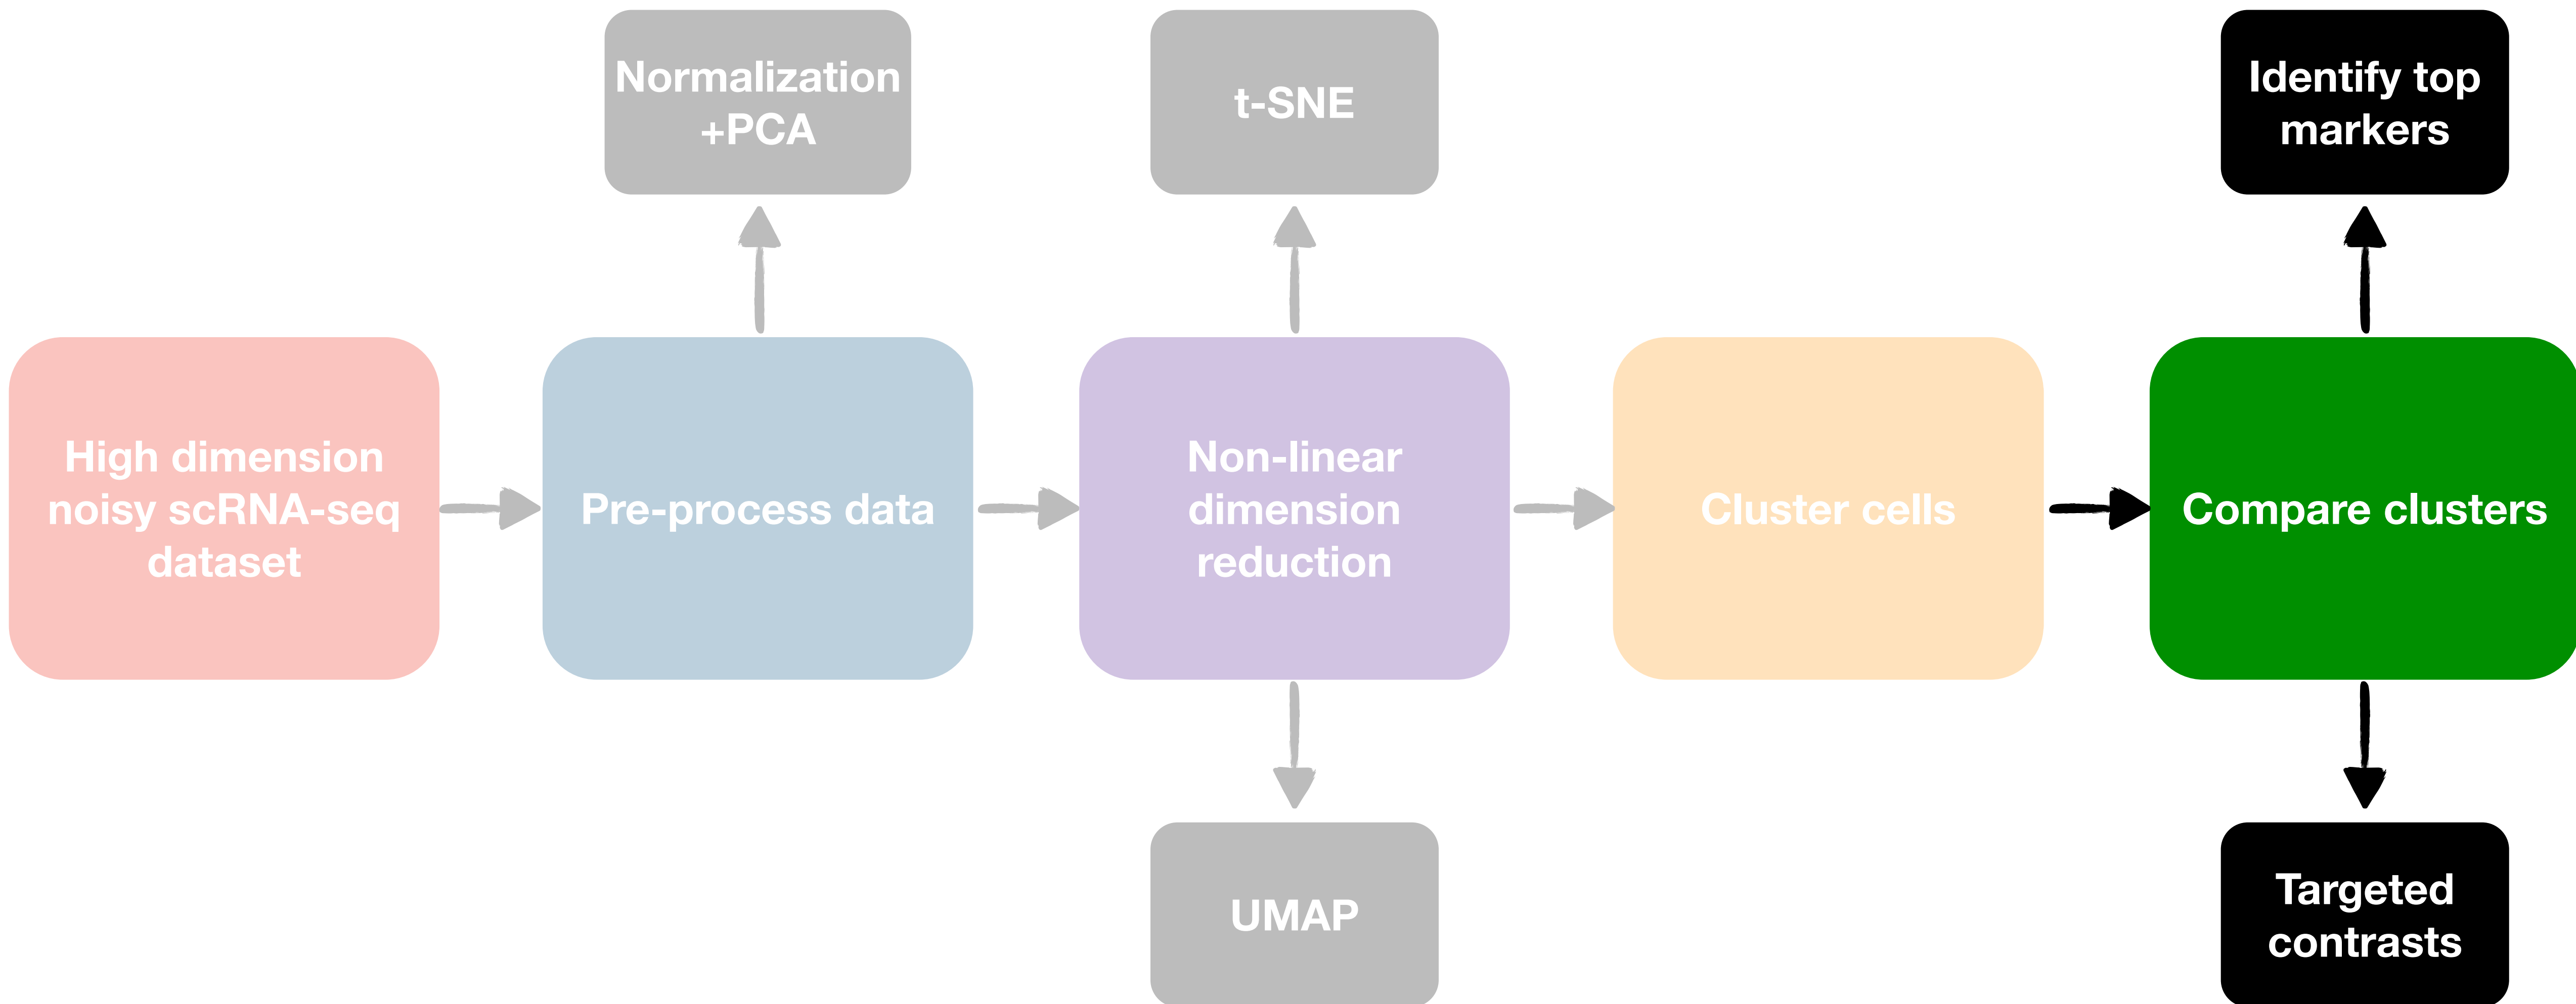 Normalization
+PCA
t-SNE
Identify top
markers
High dimension
noisy scRNA-seq
dataset
Pre-process data
Non-linear
dimension
reduction
Cluster cells
Compare clusters
UMAP
Targeted
contrasts